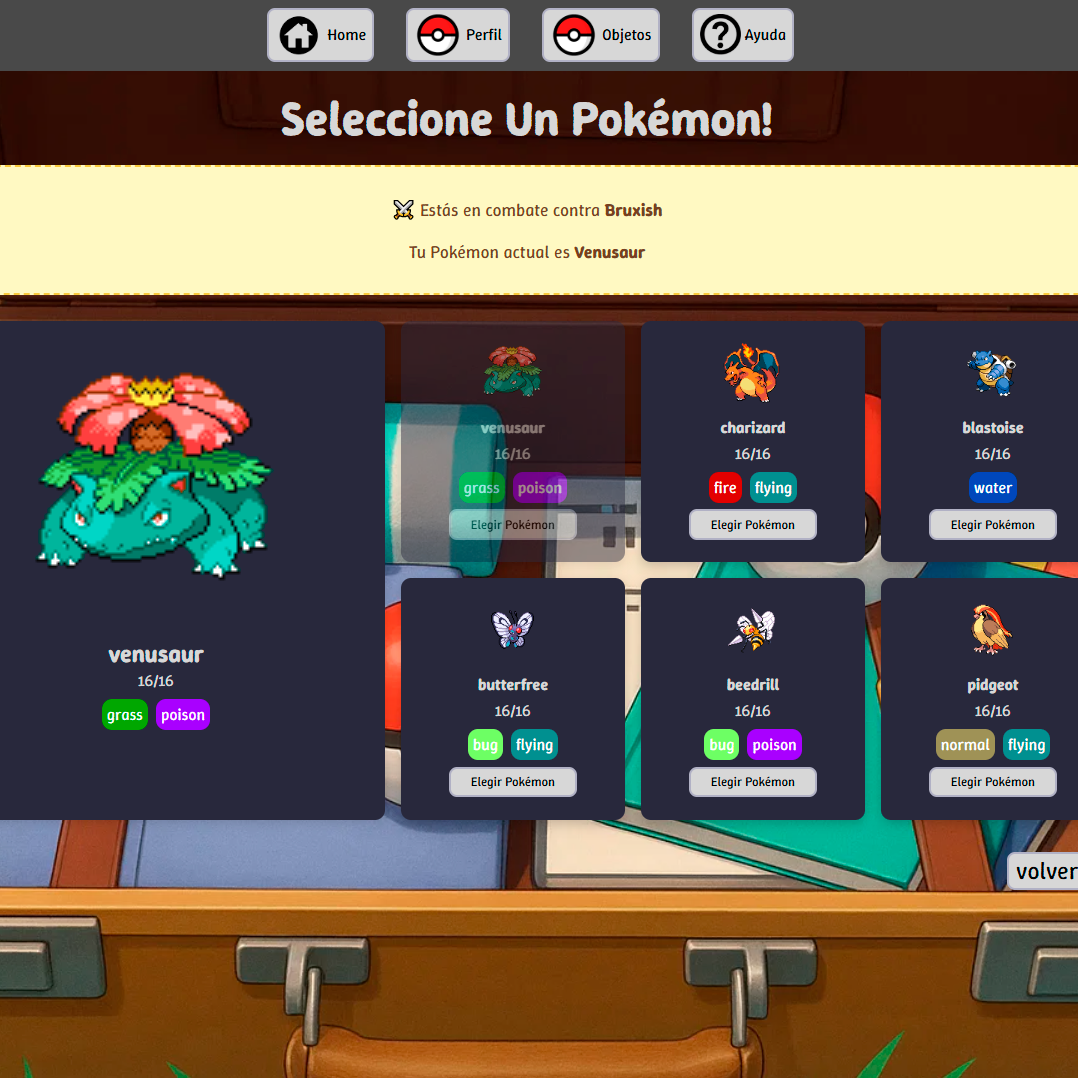 Home
Perfil
Objetos
Ayuda
Seleccione Un Pokémon!
Estás en combate contra Bruxish
Tu Pokémon actual es Venusaur
venusaur
16/16
grass poison
venusaur
16/16
grass poison
Elegir Pokémon
charizard
16/16
fire flying
Elegir Pokémon
blastoise
16/16
water
Elegir Pokémon
butterfree
16/16
bug flying
Elegir Pokémon
beedrill
16/16
bug poison
Elegir Pokémon
pidgeot
16/16
normal flying
Elegir Pokémon
volver